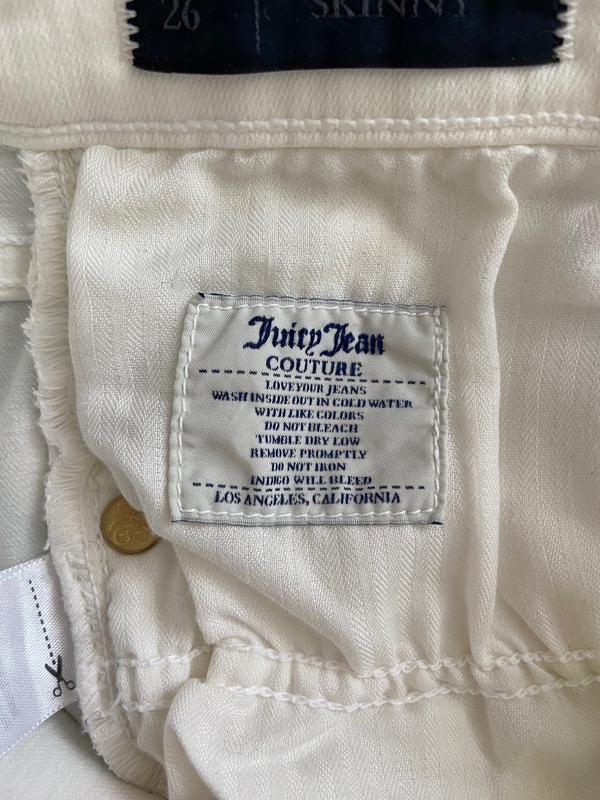 26 SKINNY
Juicy Jean
COUTURE
LOVE YOUR JEANS
WASH INSIDE OUT IN COLD WATER
WITH LIKE COLORS
DO NOT BLEACH
TUMBLE DRY LOW
REMOVE PROMPTLY
DO NOT IRON
INDIGO WILL BLEED
LOS ANGELES, CALIFORNIA